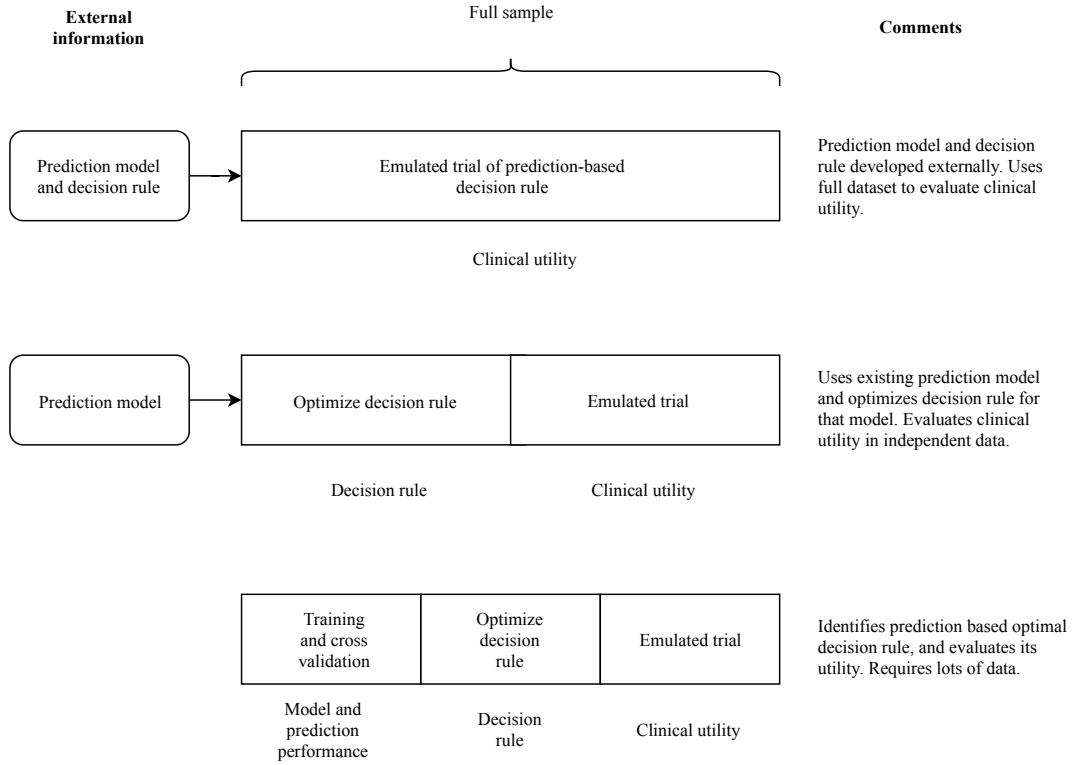 External
information
Full sample
Comments
Prediction model
and decision rule
Emulated trial of prediction-based
decision rule
Prediction model and decision
rule developed externally. Uses
full dataset to evaluate clinical
utility.
Clinical utility
Prediction model
Optimize decision rule
Emulated trial
Uses existing prediction model
and optimizes decision rule for
that model. Evaluates clinical
utility in independent data.
Decision rule
Clinical utility
Training
and cross
validation
Optimize
decision
rule
Emulated trial
Identifies prediction based optimal
decision rule, and evaluates its
utility. Requires lots of data.
Model and
prediction
performance
Decision
rule
Clinical utility